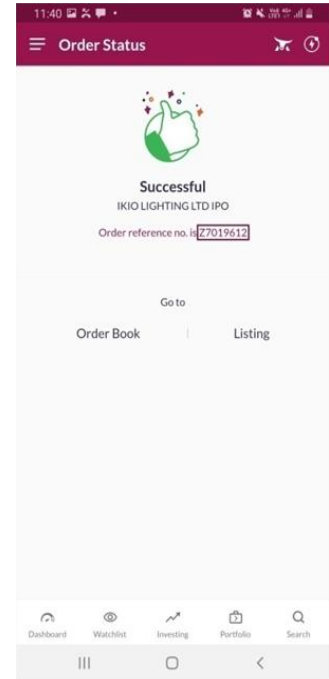 11:40
Order Status
Successful
IKIO LIGHTING LTD IPO
Order reference no. is Z7019612
Go to
Order Book
Listing
Dashboard
Watchlist
Investing
Portfolio
Search